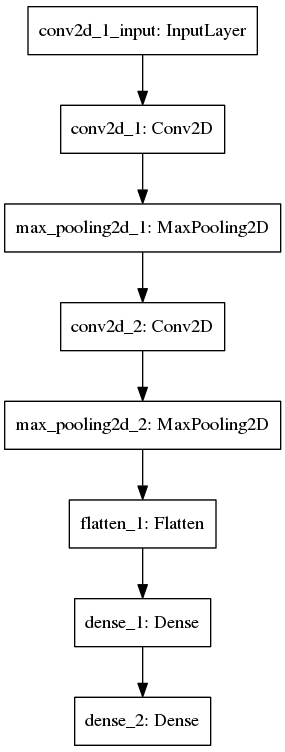 conv2d_1_input: InputLayer
conv2d_1: Conv2D
max_pooling2d_1: MaxPooling2D
conv2d_2: Conv2D
max_pooling2d_2: MaxPooling2D
flatten_1: Flatten
dense_1: Dense
dense_2: Dense